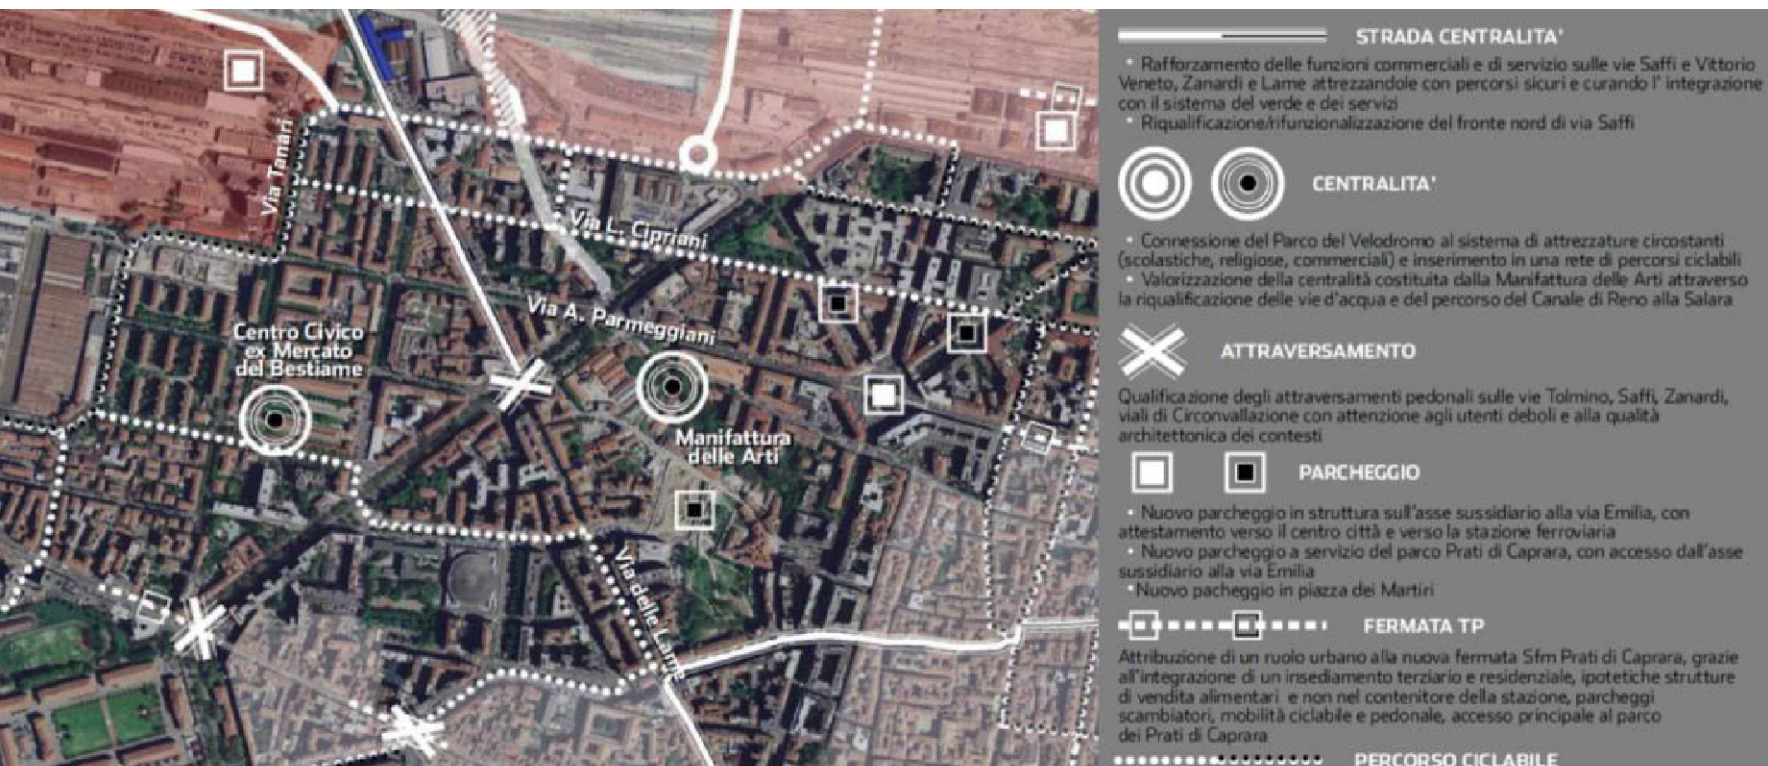 Via Tanari
Via L. Cipriani
Via A. Parmeggiani
Centro Civico
ex Mercato
del Bestiame
Manifattura
delle Arti
Via delle Lame
STRADA CENTRALITA'
• Rafforzamento delle funzioni commerciali e di servizio sulle vie Saffi e Vittorio
Veneto, Zanardi e Lame attrezzandole con percorsi sicuri e curando l' integrazione
con il sistema del verde e dei servizi
• Riqualificazione/rifunzionalizzazione del fronte nord di via Saffi
CENTRALITA'
• Connessione del Parco del Velodromo al sistema di attrezzature circostanti
(scolastiche, religiose, commerciali) e inserimento in una rete di percorsi ciclabili
• Valorizzazione della centralità costituita dalla Manifattura delle Arti attraverso
la riqualificazione delle vie d'acqua e del percorso del Canale di Reno alla Salara
ATTRAVERSAMENTO
Qualificazione degli attraversamenti pedonali sulle vie Tolmino, Saffi, Zanardi,
viali di Circonvallazione con attenzione agli utenti deboli e alla qualità
architettonica dei contesti
PARCHEGGIO
• Nuovo parcheggio in struttura sull'asse sussidiario alla via Emilia, con
attestamento verso il centro città e verso la stazione ferroviaria
• Nuovo parcheggio a servizio del parco Prati di Caprara, con accesso dall'asse
sussidiario alla via Emilia
•Nuovo pacheggio in piazza dei Martiri
FERMATA TP
Attribuzione di un ruolo urbano alla nuova fermata Sfm Prati di Caprara, grazie
all'integrazione di un insediamento terziario e residenziale, ipotetiche strutture
di vendita alimentari e non nel contenitore della stazione, parcheggi
scambiatori, mobilità ciclabile e pedonale, accesso principale al parco
dei Prati di Caprara
PERCORSO CICLABILE